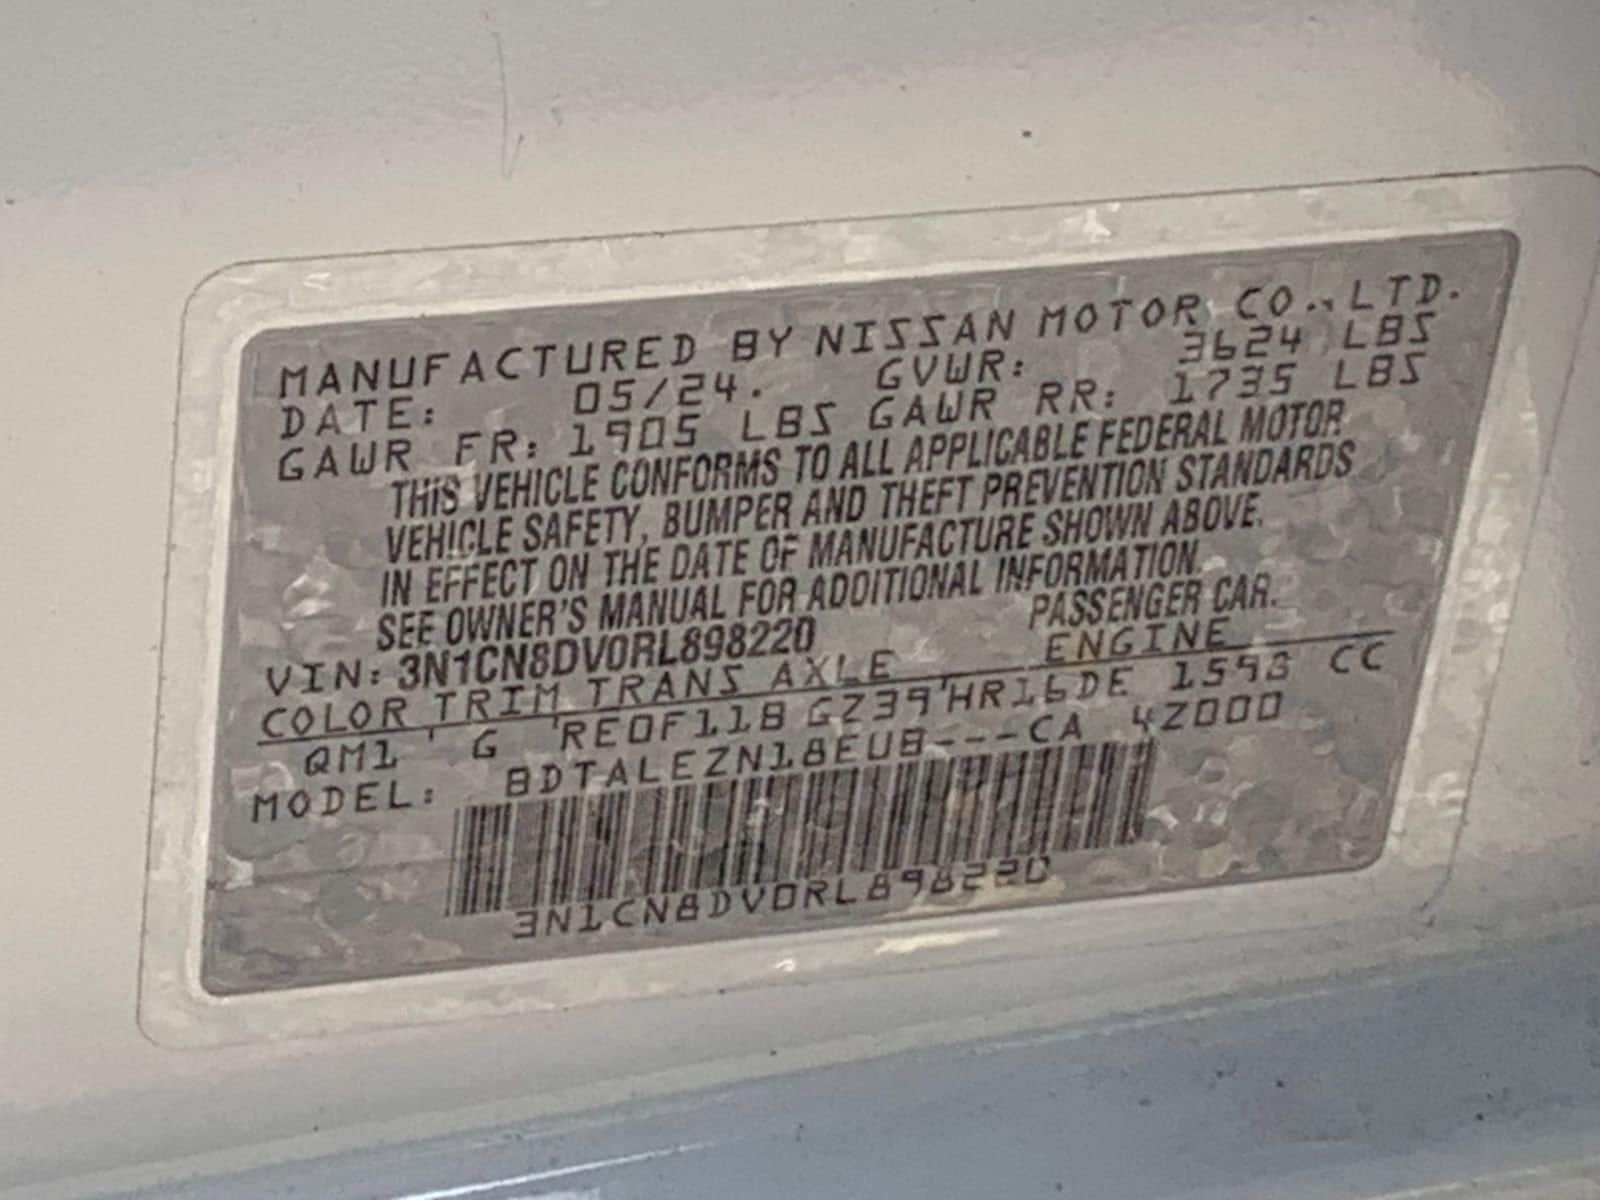 MANUFACTURED BY NISSAN MOTOR CO., LTD.
DATE: 05/24. GVWR: 3624 LBS
GAWR FR: 1905 LBS GAWR RR: 1735 LBS
THIS VEHICLE CONFORMS TO ALL APPLICABLE FEDERAL MOTOR
VEHICLE SAFETY, BUMPER AND THEFT PREVENTION STANDARDS
IN EFFECT ON THE DATE OF MANUFACTURE SHOWN ABOVE.
SEE OWNER'S MANUAL FOR ADDITIONAL INFORMATION.
VIN: 3N1CN8DV0RL898220 PASSENGER CAR.
COLOR TRIM TRANS AXLE ENGINE
QM1 G RE0F11B GZ39 HR16DE 1598 CC
MODEL: BDTALEZN18EUB---CA 4Z000
3N1CN8DV0RL898220